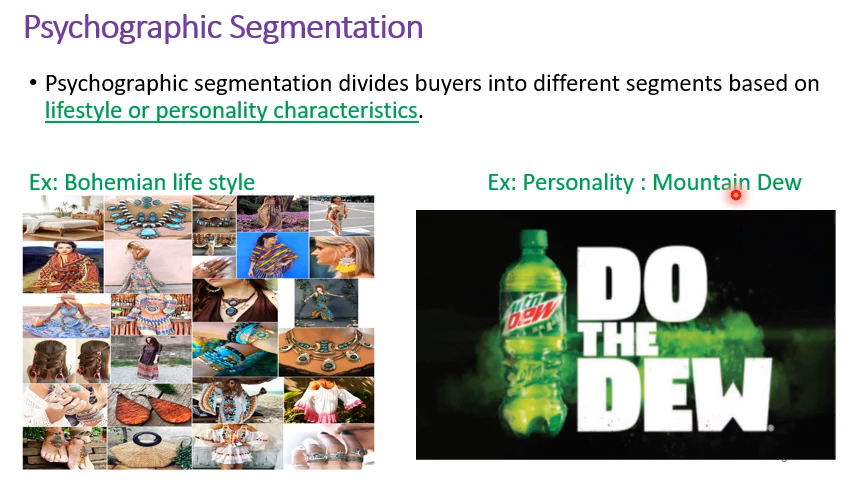 Psychographic Segmentation
• Psychographic segmentation divides buyers into different segments based on
lifestyle or personality characteristics.
Ex: Bohemian life style
Ex: Personality : Mountain Dew
mtn
DEW
DO
THE
DEW.